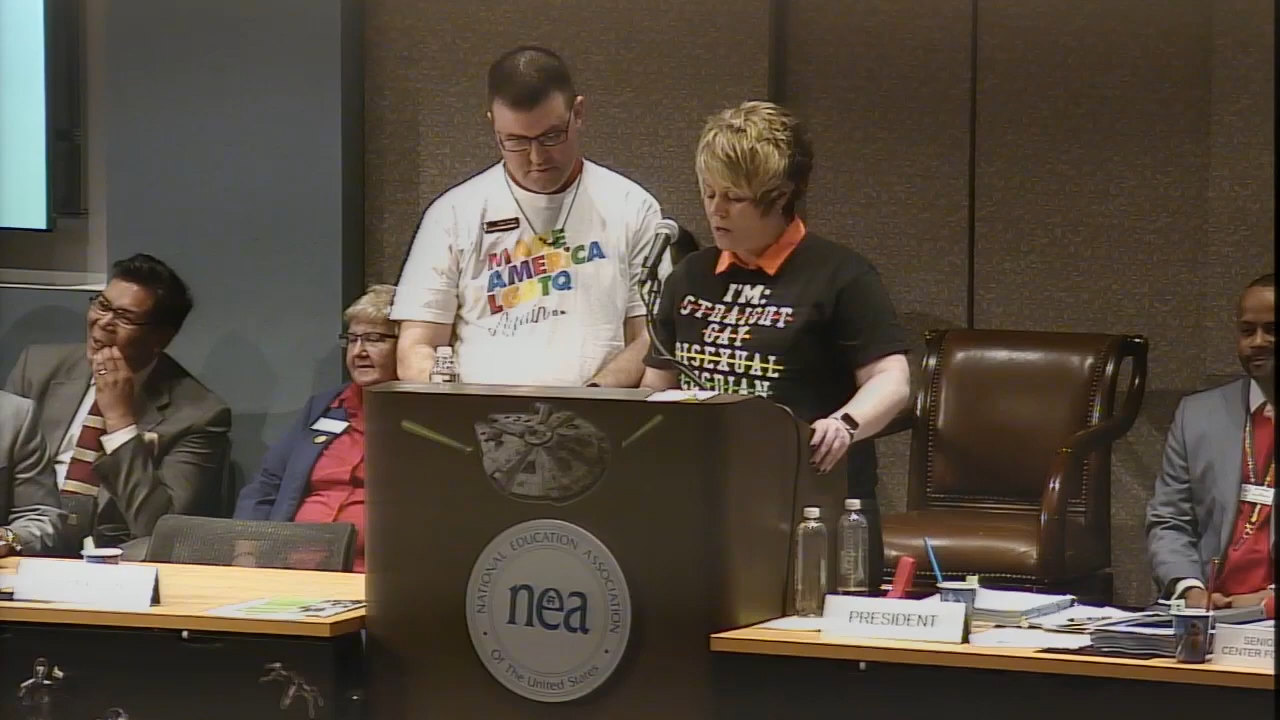 MAKE
AMERICA
LGBTQ
Again
I'M:
STRAIGHT
GAY
BISEXUAL
LESBIAN
NATIONAL EDUCATION ASSOCIATION
nea
Of The United States
PRESIDENT
SENIO
CENTER FO